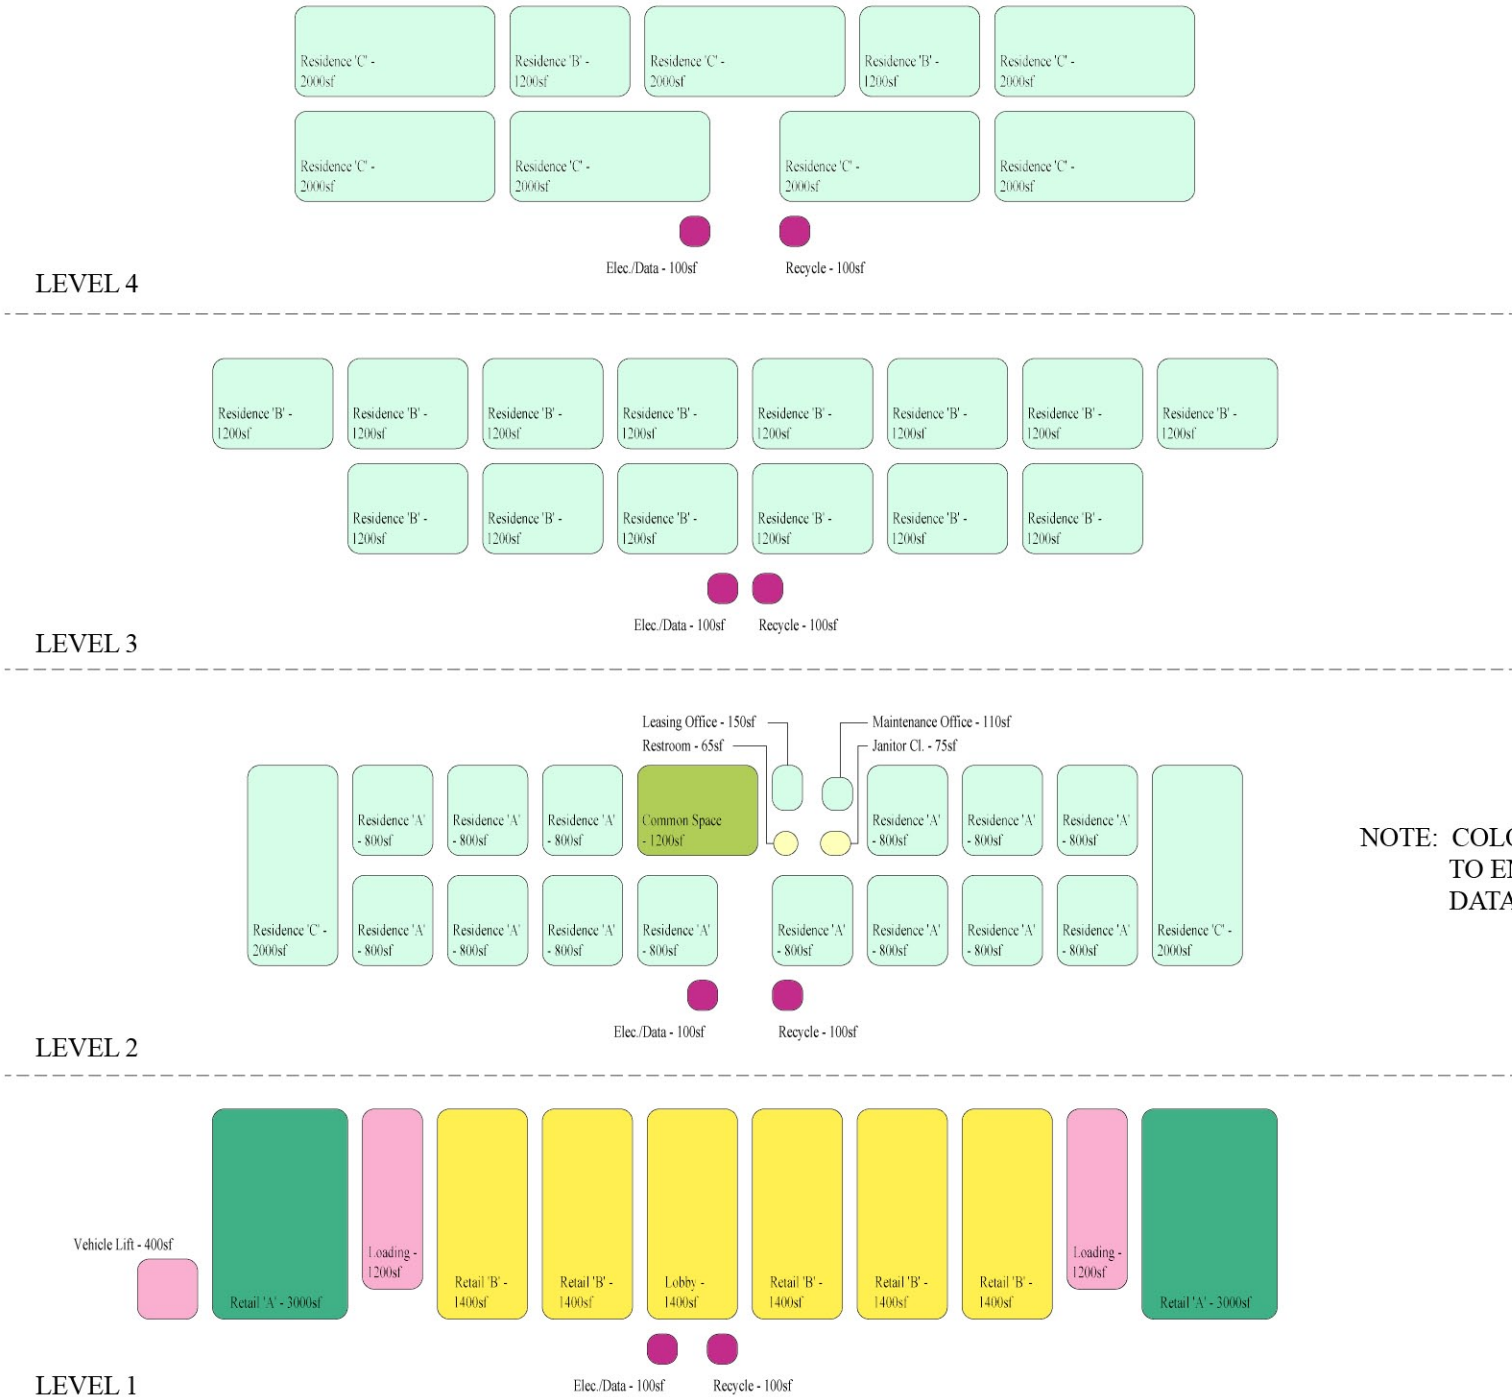 Residence 'C' -
2000sf
Residence 'B' -
1200sf
Residence 'C' -
2000sf
Residence 'B' -
1200sf
Residence 'C' -
2000sf
Residence 'C' -
2000sf
Residence 'C' -
2000sf
Residence 'C' -
2000sf
Residence 'C' -
2000sf
Elec./Data - 100sf
Recycle - 100sf
LEVEL 4
Residence 'B' -
1200sf
Residence 'B' -
1200sf
Residence 'B' -
1200sf
Residence 'B' -
1200sf
Residence 'B' -
1200sf
Residence 'B' -
1200sf
Residence 'B' -
1200sf
Residence 'B' -
1200sf
Residence 'B' -
1200sf
Residence 'B' -
1200sf
Residence 'B' -
1200sf
Residence 'B' -
1200sf
Residence 'B' -
1200sf
Residence 'B' -
1200sf
Elec./Data - 100sf
Recycle - 100sf
LEVEL 3
Leasing Office - 150sf
Maintenance Office - 110sf
Restroom - 65sf
Janitor Cl. - 75sf
Residence 'A'
- 800sf
Residence 'A'
- 800sf
Residence 'A'
- 800sf
Common Space
- 1200sf
Residence 'A'
- 800sf
Residence 'A'
- 800sf
Residence 'A'
- 800sf
Residence 'C' -
2000sf
Residence 'A'
- 800sf
Residence 'A'
- 800sf
Residence 'A'
- 800sf
Residence 'A'
- 800sf
Residence 'A'
- 800sf
Residence 'A'
- 800sf
Residence 'A'
- 800sf
Residence 'A'
- 800sf
Residence 'C' -
2000sf
NOTE: COLO
TO EN
DATA
Elec./Data - 100sf
Recycle - 100sf
LEVEL 2
Vehicle Lift - 400sf
Retail 'A' - 3000sf
Loading -
1200sf
Retail 'B' -
1400sf
Retail 'B' -
1400sf
Lobby -
1400sf
Retail 'B' -
1400sf
Retail 'B' -
1400sf
Retail 'B' -
1400sf
Loading -
1200sf
Retail 'A' - 3000sf
Elec./Data - 100sf
Recycle - 100sf
LEVEL 1